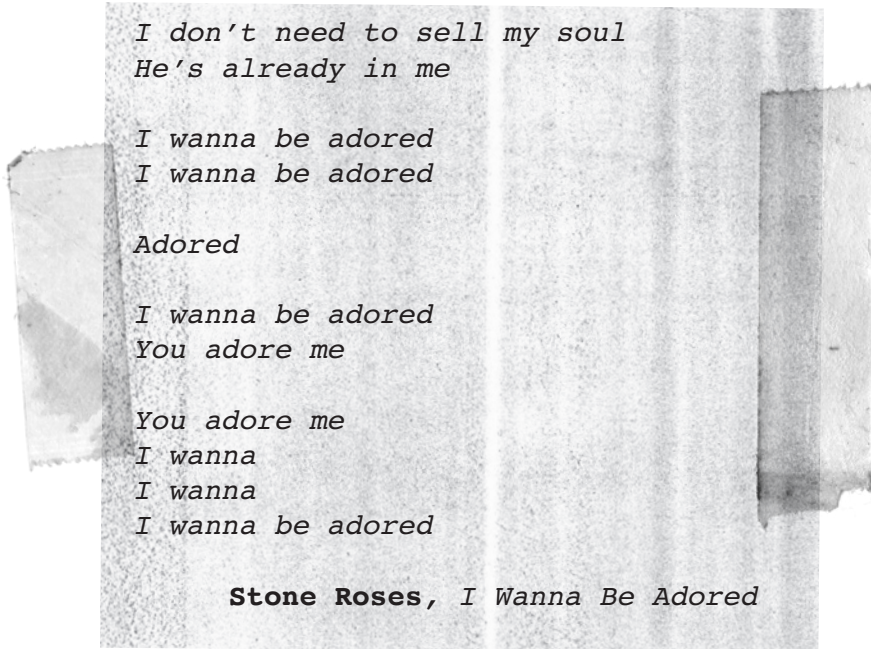 I don't need to sell my soul
He's already in me
I wanna be adored
I wanna be adored
Adored
I wanna be adored
You adore me
You adore me
I wanna
I wanna
I wanna be adored
Stone Roses, I Wanna Be Adored